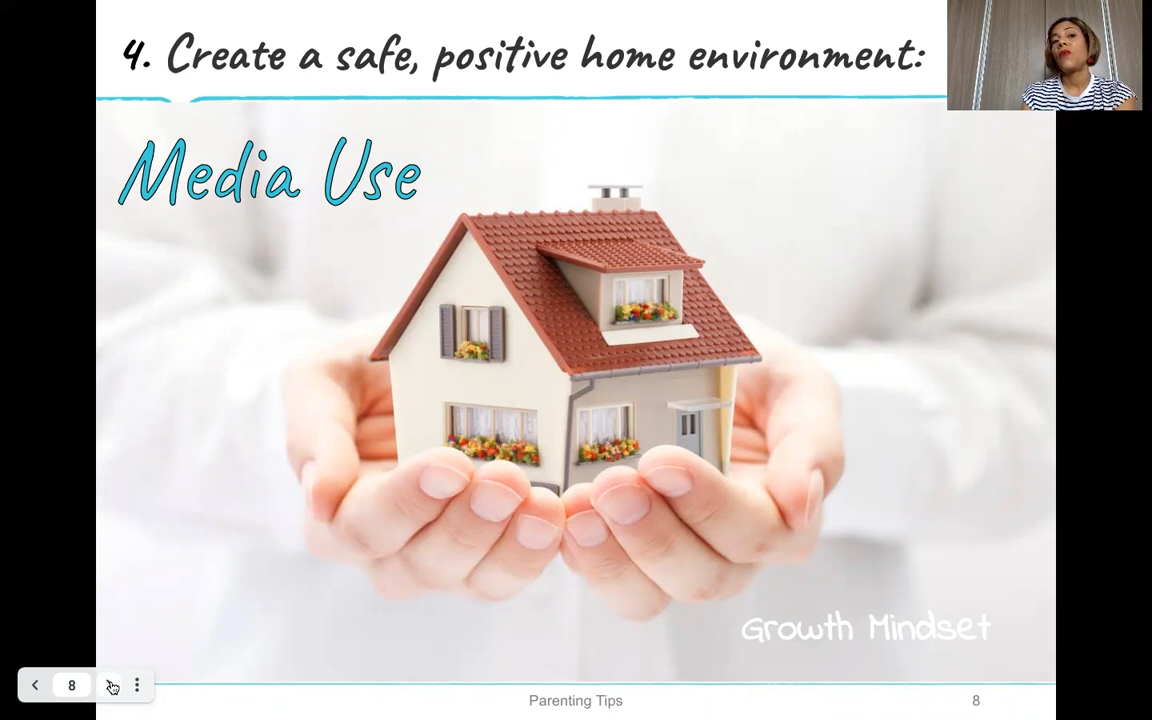 4. Create a safe, positive home environment:
Media Use
Growth Mindset
8
Parenting Tips
8